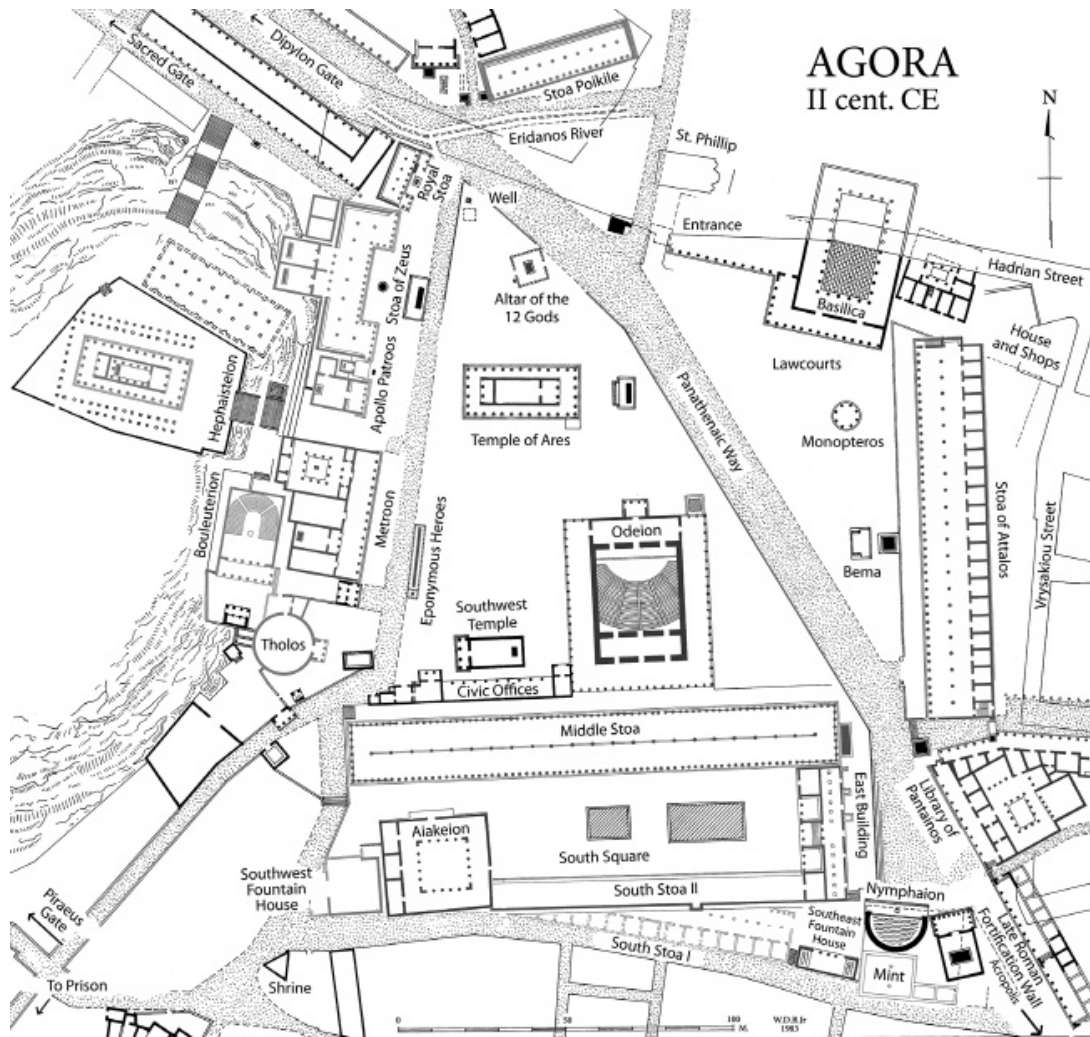 AGORA
II cent. CE
N
Sacred Gate
Dipylon Gate
Stoa Poikile
Eridanos River
St. Phillip
Royal
Stoa
Well
Entrance
Hadrian Street
Altar of the
12 Gods
Stoa of Zeus
Basilica
House
and Shops
Lawcourts
Apollo Patroos
Hephaisteion
Temple of Ares
Panathenaic Way
Monopteros
Bouleuterion
Metroon
Eponymous Heroes
Odeion
Bema
Stoa of Attalos
Vrysakiou Street
Southwest
Temple
Tholos
Civic Offices
Middle Stoa
East Building
Library of
Pantainos
Aiakeion
South Square
Southwest
Fountain
House
South Stoa II
Nymphaion
Piraeus
Gate
South Stoa I
Southeast
Fountain
House
Late Roman
Fortification Wall
Acropolis
Mint
Shrine
To Prison
0 50 100
M.
W.D.B.Jr
1983